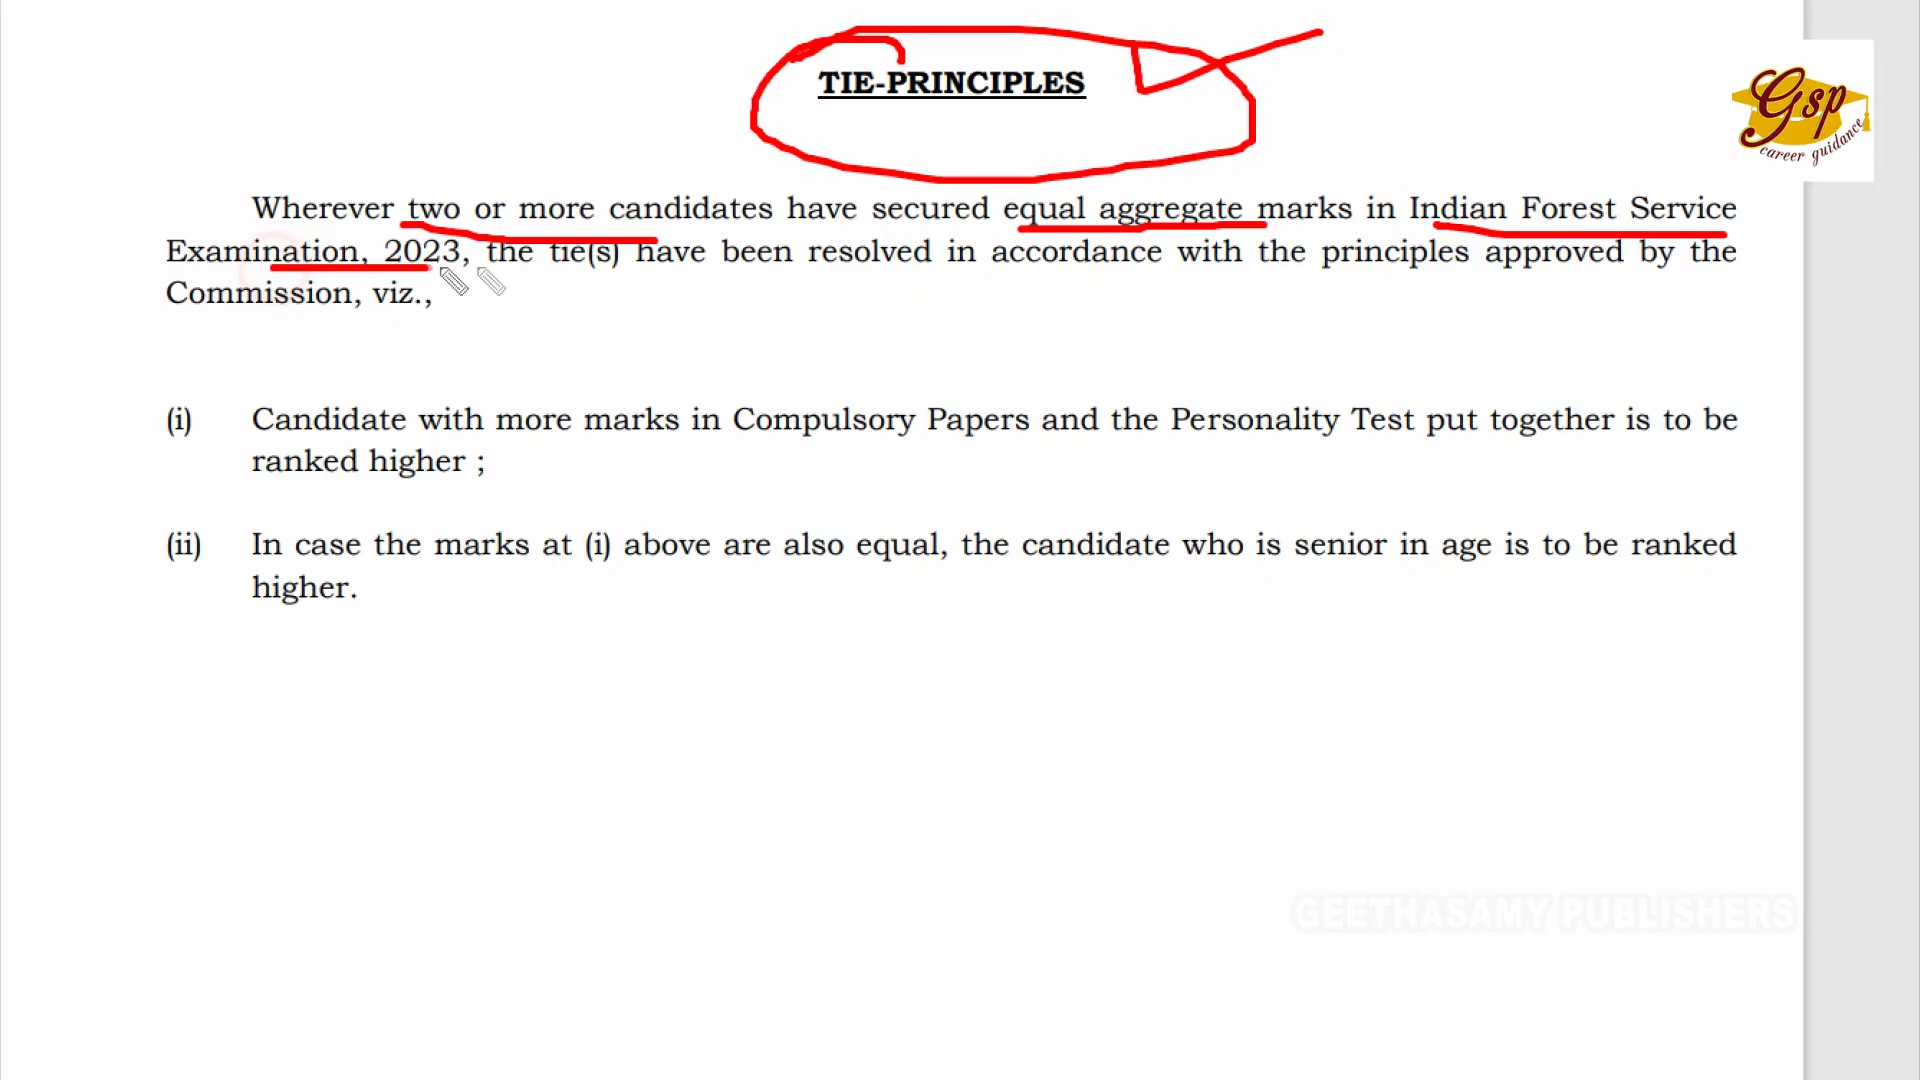 TIE-PRINCIPLES
Gsp
career guidance
Wherever two or more candidates have secured equal aggregate marks in Indian Forest Service
Examination, 2023, the tie(s) have been resolved in accordance with the principles approved by the
Commission, viz.,
(i) Candidate with more marks in Compulsory Papers and the Personality Test put together is to be
ranked higher ;
(ii) In case the marks at (i) above are also equal, the candidate who is senior in age is to be ranked
higher.
GEETHASAMY PUBLISHERS